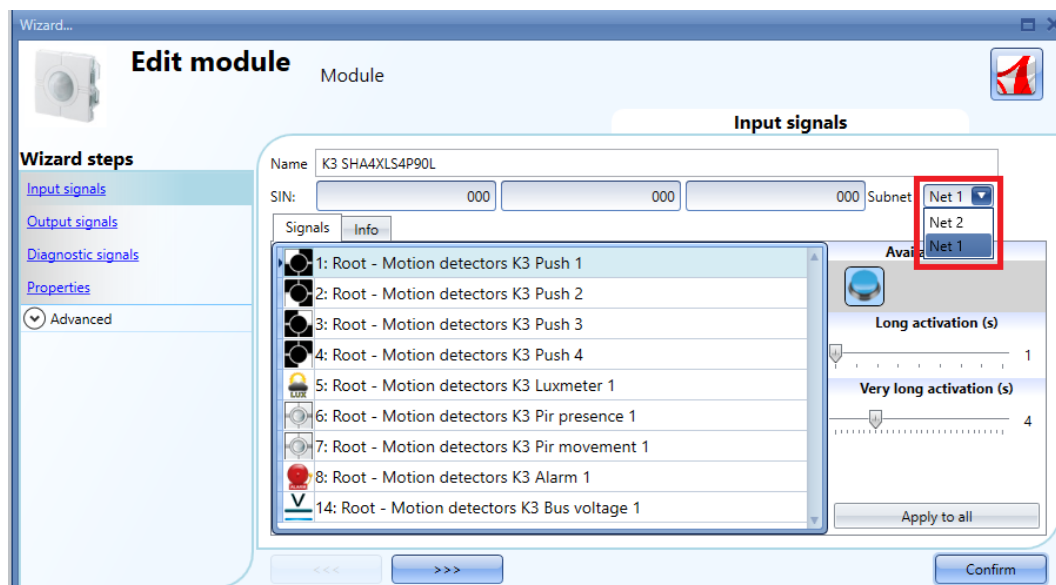 Wizard...
Edit module
Module
Input signals
Wizard steps
Input signals
Output signals
Diagnostic signals
Properties
Advanced
Name K3 SHA4XLS4P90L
SIN: 000 000 000 Subnet Net 1
Net 2
Net 1
Signals Info
1: Root - Motion detectors K3 Push 1
2: Root - Motion detectors K3 Push 2
3: Root - Motion detectors K3 Push 3
4: Root - Motion detectors K3 Push 4
LUX 5: Root - Motion detectors K3 Luxmeter 1
6: Root - Motion detectors K3 Pir presence 1
7: Root - Motion detectors K3 Pir movement 1
ALARM 8: Root - Motion detectors K3 Alarm 1
V 14: Root - Motion detectors K3 Bus voltage 1
Long activation (s)
1
Very long activation (s)
4
Apply to all
<<< >>> Confirm